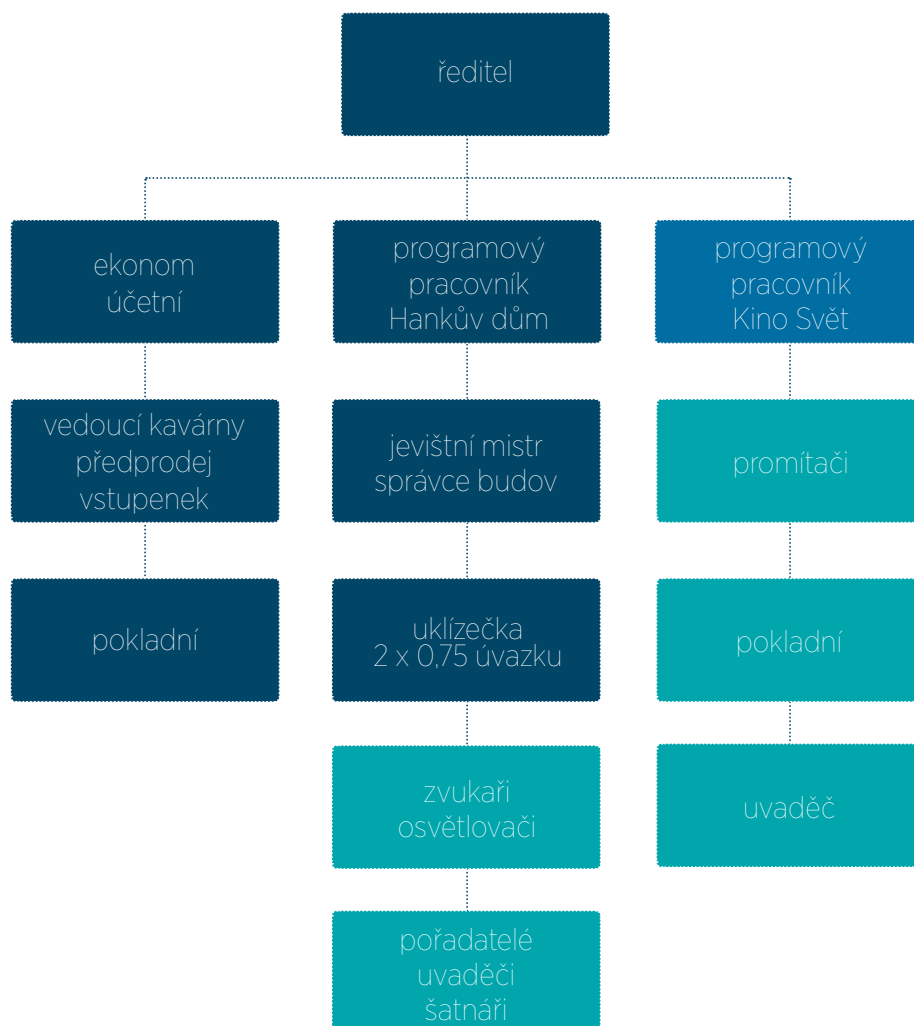 ředitel
ekonom
účetní
programový
pracovník
Hankův dům
programový
pracovník
Kino Svět
vedoucí kavárny
předprodej
vstupenek
jevištní mistr
správce budov
promítači
pokladní
uklízečka
2 x 0,75 úvazku
pokladní
zvukaři
osvětlovači
uvaděč
pořadatelé
uvaděči
šatnáři